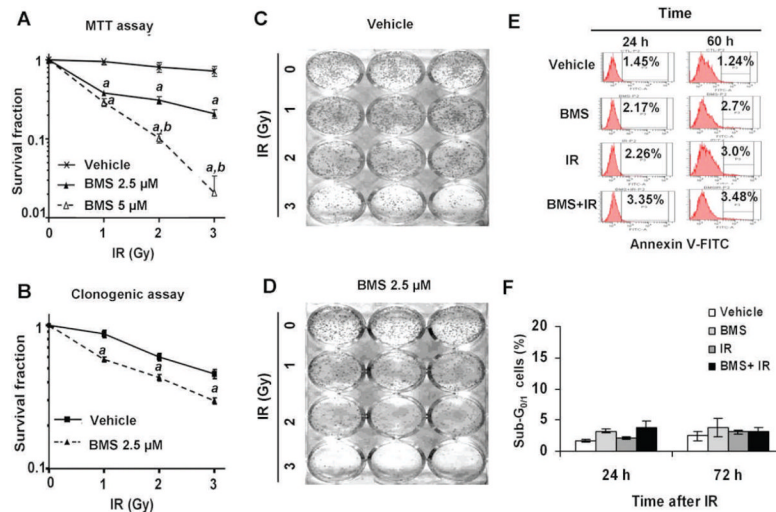 A
MTT assay
Survival fraction
1
0.1
0.01
a
a
a
a,b
a
a,b
Vehicle
BMS 2.5 µM
BMS 5 µM
0 1 2 3
IR (Gy)
B
Clonogenic assay
Survival fraction
1
0.1
a
a
a
Vehicle
BMS 2.5 µM
0 1 2 3
IR (Gy)
C
Vehicle
IR (Gy)
0
1
2
3
D
BMS 2.5 µM
IR (Gy)
0
1
2
3
E
Time
24 h 60 h
Vehicle 1.45% 1.24%
BMS 2.17% 2.7%
IR 2.26% 3.0%
BMS+IR 3.35% 3.48%
Annexin V-FITC
F
Vehicle
BMS
IR
BMS+ IR
Sub-G0/1 cells (%)
20
15
10
5
0
24 h 72 h
Time after IR